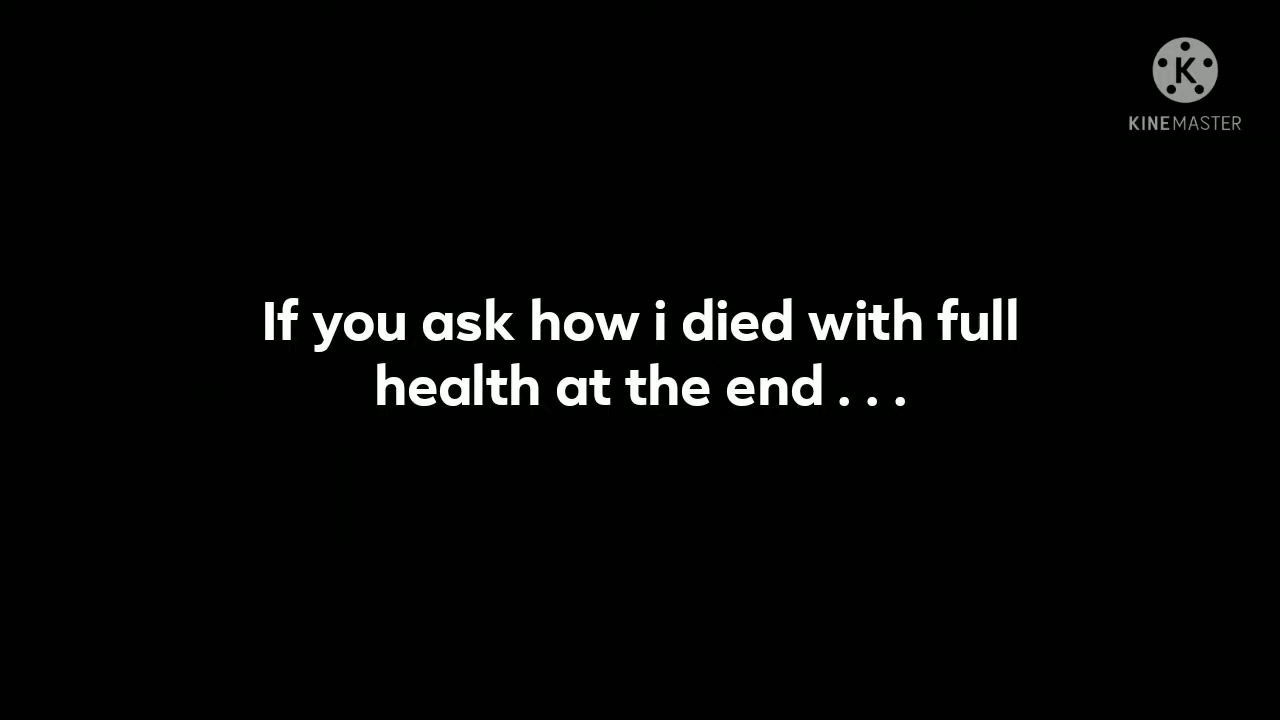 K
KINEMASTER
If you ask how i died with full
health at the end . . .